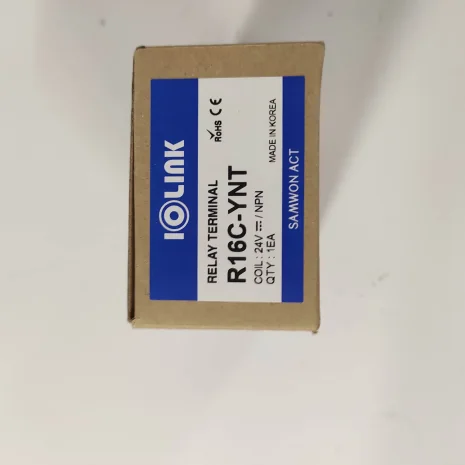 IOLINK
RoHS CE
RELAY TERMINAL
R16C-YNT
COIL : 24V ⎓ / NPN
QTY : 1EA
MADE IN KOREA
SAMWON ACT